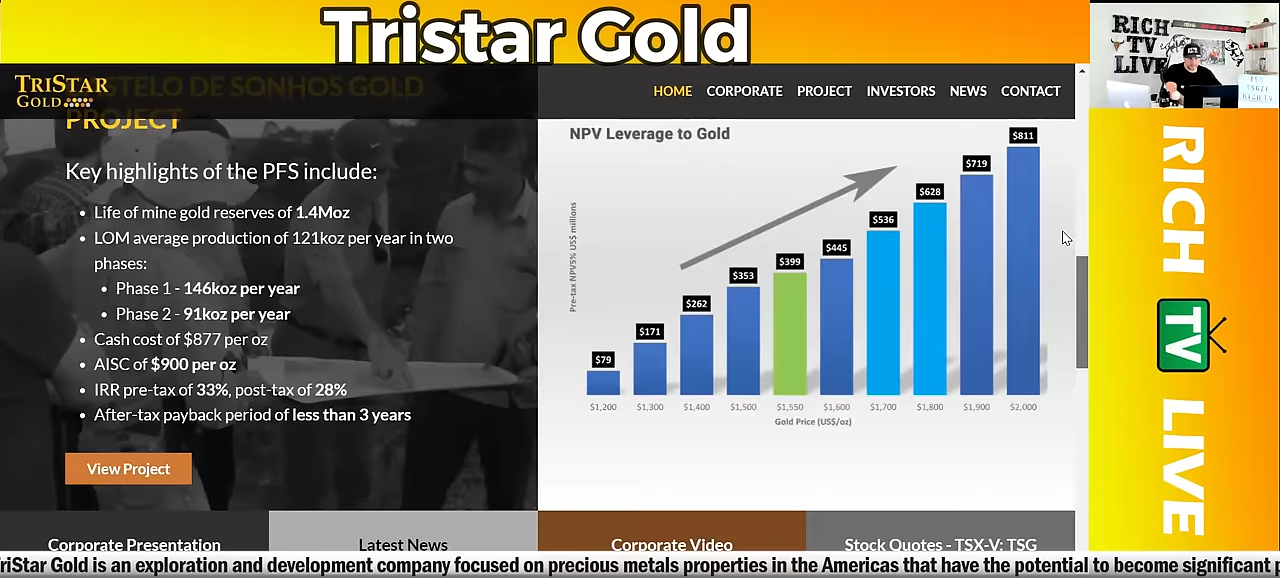 Tristar Gold
RICH
TV
LIVE
TRISTAR
GOLD
HOME CORPORATE PROJECT INVESTORS NEWS CONTACT
CASTELO DE SONHOS GOLD
PROJECT
Key highlights of the PFS include:
• Life of mine gold reserves of 1.4Moz
• LOM average production of 121koz per year in two
phases:
• Phase 1 - 146koz per year
• Phase 2 - 91koz per year
• Cash cost of $877 per oz
• AISC of $900 per oz
• IRR pre-tax of 33%, post-tax of 28%
• After-tax payback period of less than 3 years
View Project
NPV Leverage to Gold
Pre-tax NPV5% US$ millions
$79 $171 $262 $353 $399 $445 $536 $628 $719 $811
$1,200 $1,300 $1,400 $1,500 $1,550 $1,600 $1,700 $1,800 $1,900 $2,000
Gold Price (US$/oz)
RICH
TV
LIVE
Corporate Presentation
Latest News
Corporate Video
Stock Quotes - TSX-V: TSG
riStar Gold is an exploration and development company focused on precious metals properties in the Americas that have the potential to become significant